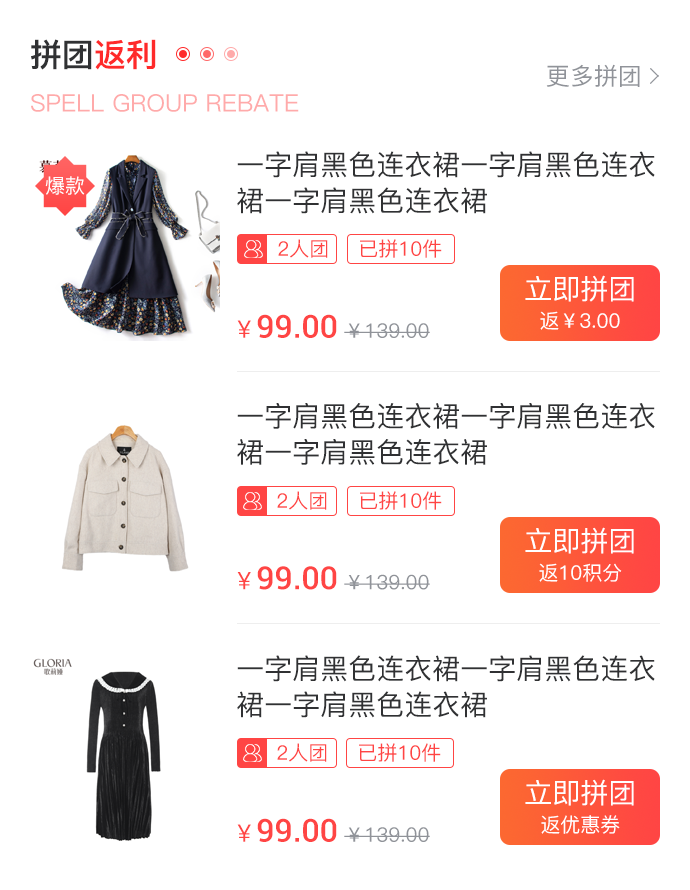 拼团返利
更多拼团
SPELL GROUP REBATE
爆款
一字肩黑色连衣裙一字肩黑色连衣
裙一字肩黑色连衣裙
2人团 已拼10件
立即拼团
返￥3.00
￥99.00 ￥139.00
一字肩黑色连衣裙一字肩黑色连衣
裙一字肩黑色连衣裙
2人团 已拼10件
立即拼团
返10积分
￥99.00 ￥139.00
GLORIA
歌莉娅
一字肩黑色连衣裙一字肩黑色连衣
裙一字肩黑色连衣裙
2人团 已拼10件
立即拼团
返优惠券
￥99.00 ￥139.00